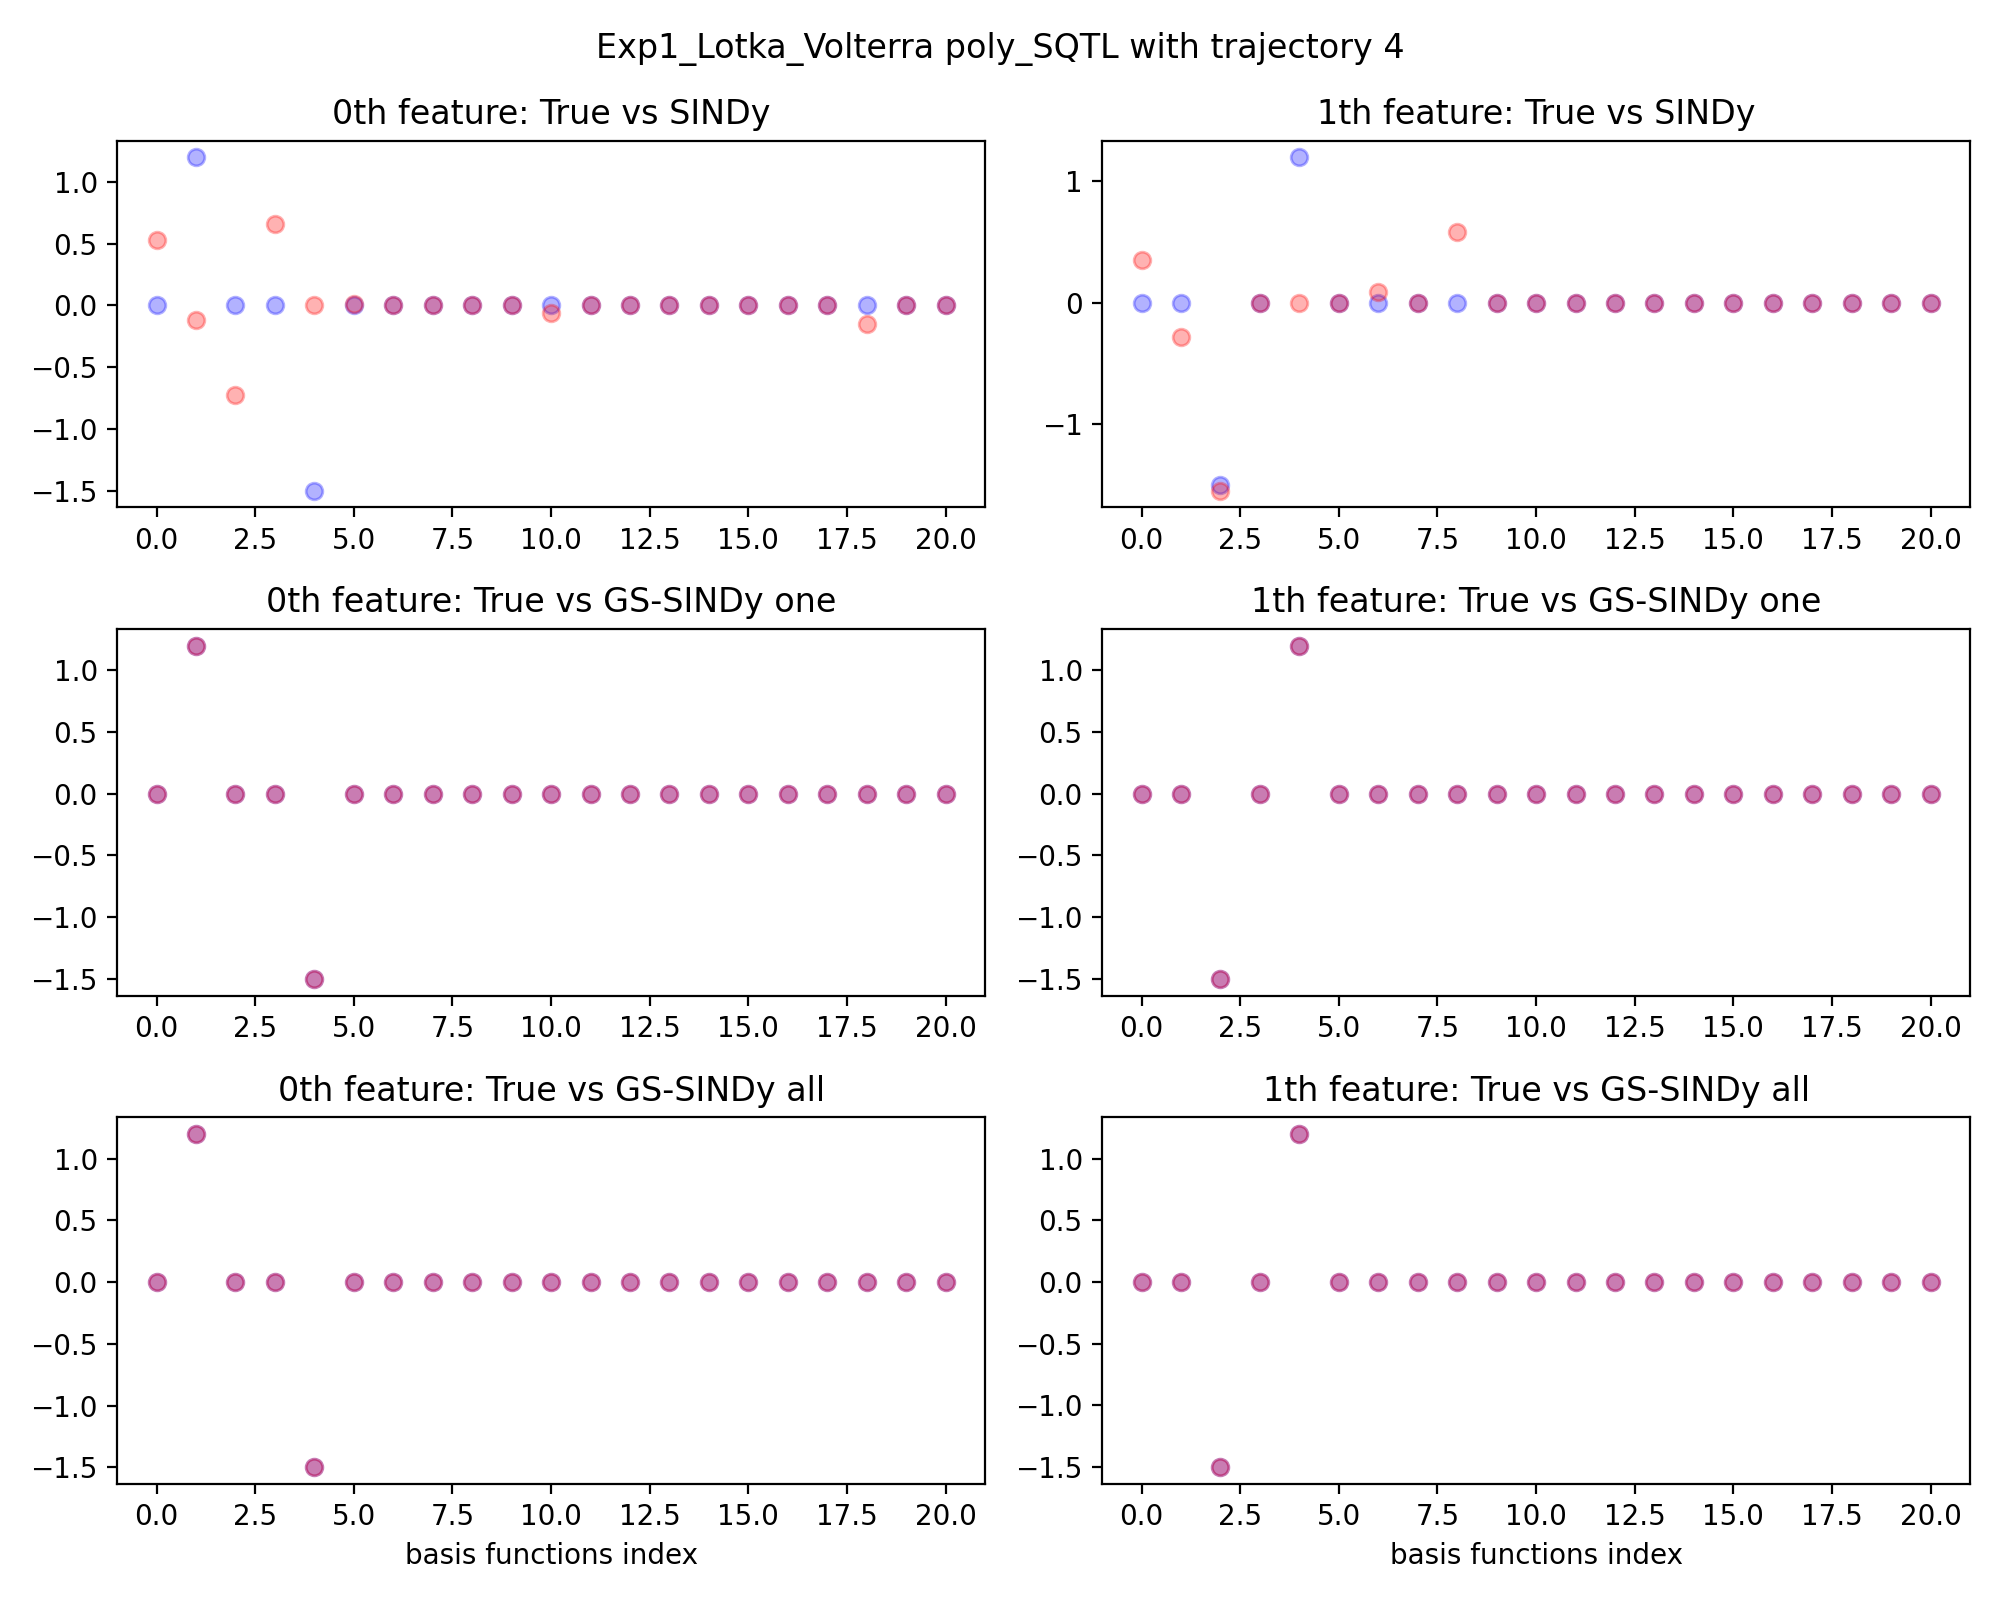 Exp1_Lotka_Volterra poly_SQTL with trajectory 4
0th feature: True vs SINDy
1.0
0.5
0.0
−0.5
−1.0
−1.5
0.0 2.5 5.0 7.5 10.0 12.5 15.0 17.5 20.0
1th feature: True vs SINDy
1
0
−1
0.0 2.5 5.0 7.5 10.0 12.5 15.0 17.5 20.0
0th feature: True vs GS-SINDy one
1.0
0.5
0.0
−0.5
−1.0
−1.5
0.0 2.5 5.0 7.5 10.0 12.5 15.0 17.5 20.0
1th feature: True vs GS-SINDy one
1.0
0.5
0.0
−0.5
−1.0
−1.5
0.0 2.5 5.0 7.5 10.0 12.5 15.0 17.5 20.0
0th feature: True vs GS-SINDy all
1.0
0.5
0.0
−0.5
−1.0
−1.5
0.0 2.5 5.0 7.5 10.0 12.5 15.0 17.5 20.0
basis functions index
1th feature: True vs GS-SINDy all
1.0
0.5
0.0
−0.5
−1.0
−1.5
0.0 2.5 5.0 7.5 10.0 12.5 15.0 17.5 20.0
basis functions index